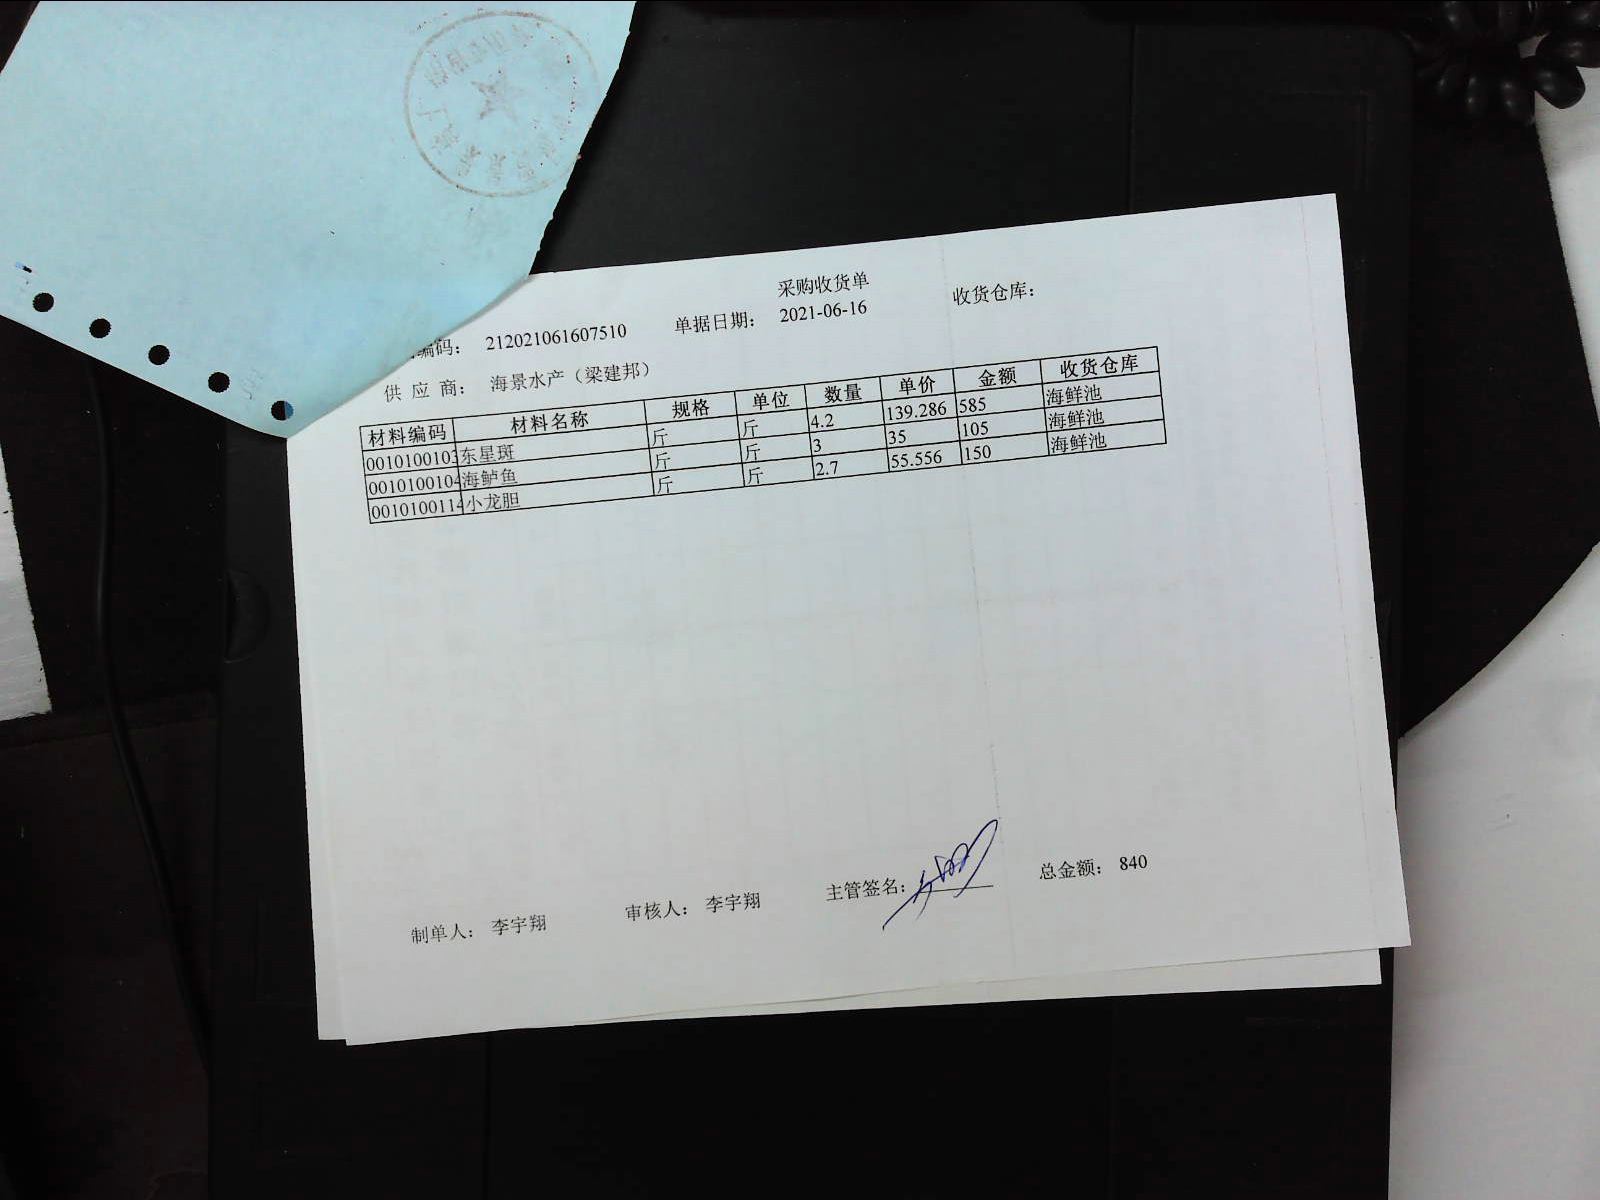 采购收货单
编码： 212021061607510 单据日期： 2021-06-16 收货仓库：
供 应 商： 海景水产（梁建邦）
材料编码 材料名称 规格 单位 数量 单价 金额 收货仓库
0010100103 东星斑 斤 斤 4.2 139.286 585 海鲜池
0010100104 海鲈鱼 斤 斤 3 35 105 海鲜池
0010100114 小龙胆 斤 斤 2.7 55.556 150 海鲜池
制单人： 李宇翔 审核人： 李宇翔 主管签名： 总金额： 840